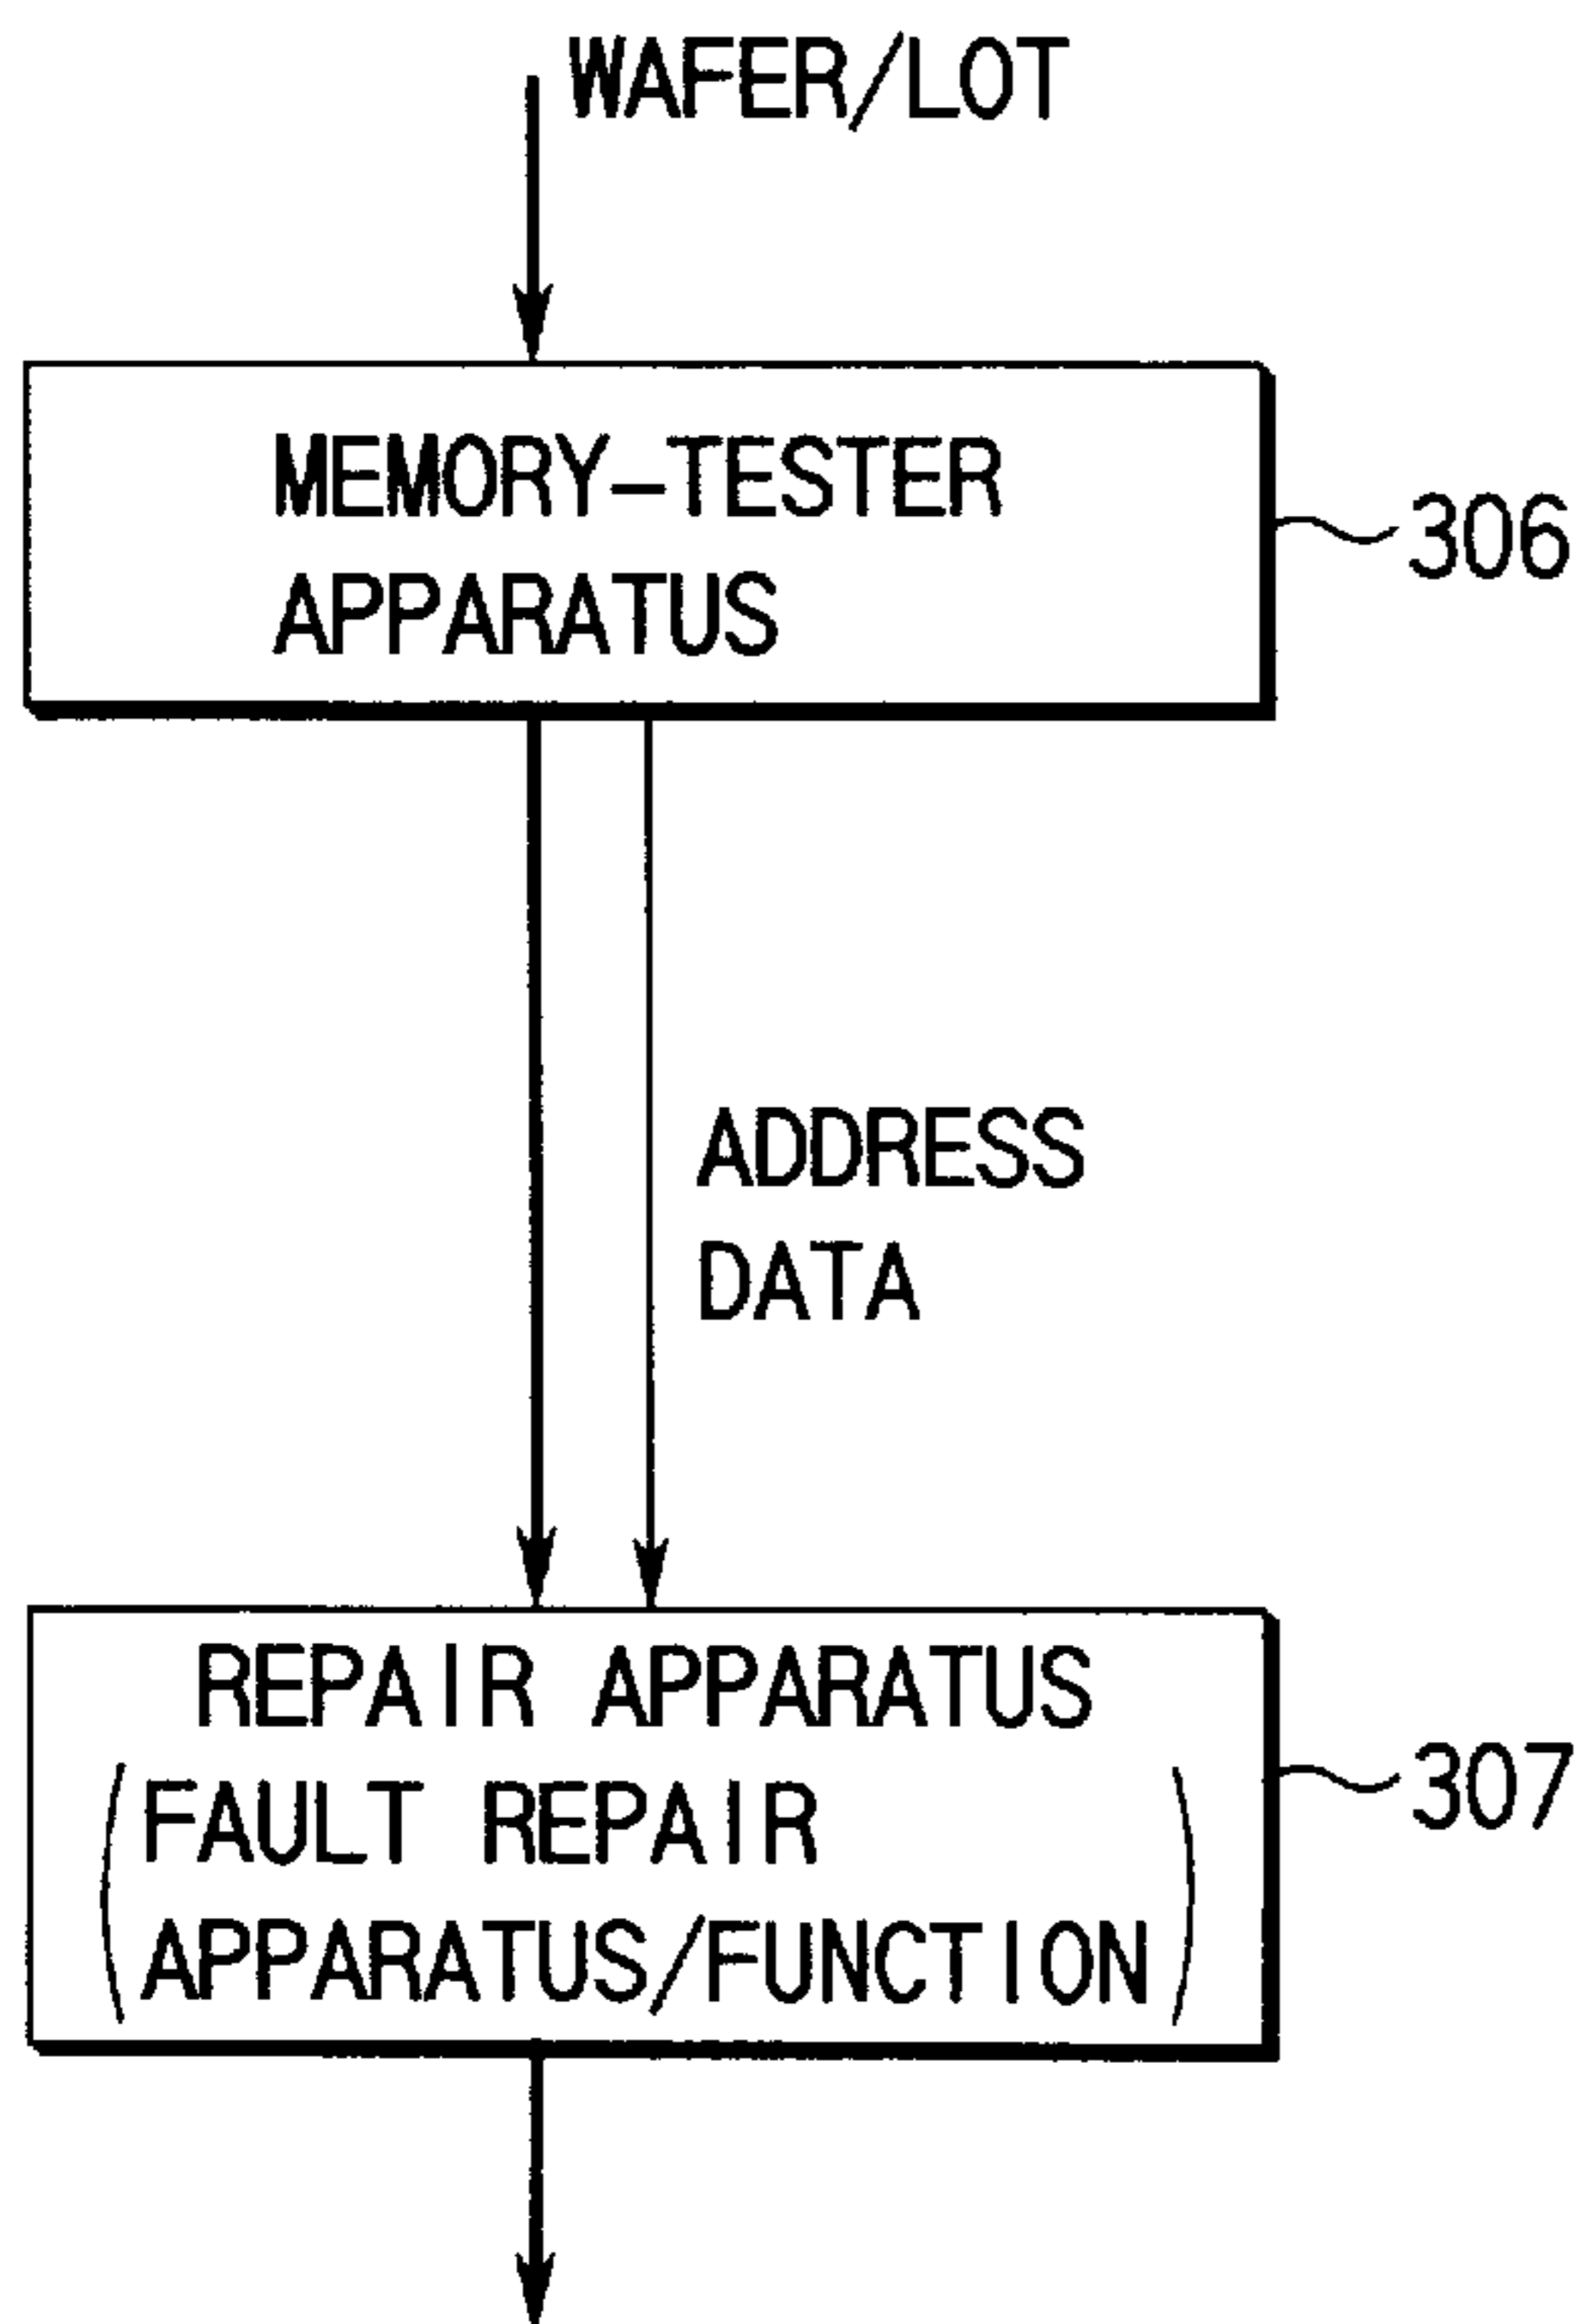 WAFER/LOT
MEMORY-TESTER
APPARATUS
306
ADDRESS
DATA
REPAIR APPARATUS
(FAULT REPAIR
APPARATUS/FUNCTION)
307